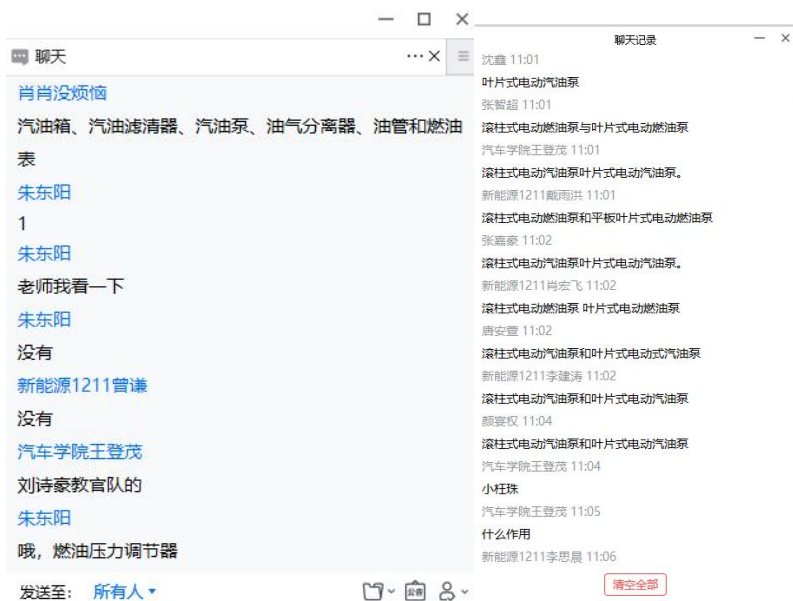 聊天
肖肖没烦恼
汽油箱、汽油滤清器、汽油泵、油气分离器、油管和燃油
表
朱东阳
1
朱东阳
老师我看一下
朱东阳
没有
新能源1211曾谦
没有
汽车学院王登茂
刘诗豪教官队的
朱东阳
哦，燃油压力调节器
发送至： 所有人
公告
聊天记录
沈鑫 11:01
叶片式电动汽油泵
张智超 11:01
滚柱式电动燃油泵与叶片式电动燃油泵
汽车学院王登茂 11:01
滚柱式电动汽油泵叶片式电动汽油泵。
新能源1211戴雨洪 11:01
滚柱式电动燃油泵和平板叶片式电动燃油泵
张嘉豪 11:02
滚柱式电动汽油泵叶片式电动汽油泵。
新能源1211肖宏飞 11:02
滚柱式电动燃油泵 叶片式电动燃油泵
唐安萱 11:02
滚柱式电动汽油泵和叶片式电动式汽油泵
新能源1211李建涛 11:02
滚柱式电动汽油泵和叶片式电动汽油泵
颜宴权 11:04
滚柱式电动汽油泵和叶片式电动汽油泵
汽车学院王登茂 11:04
小枉珠
汽车学院王登茂 11:05
什么作用
新能源1211李思晨 11:06
清空全部